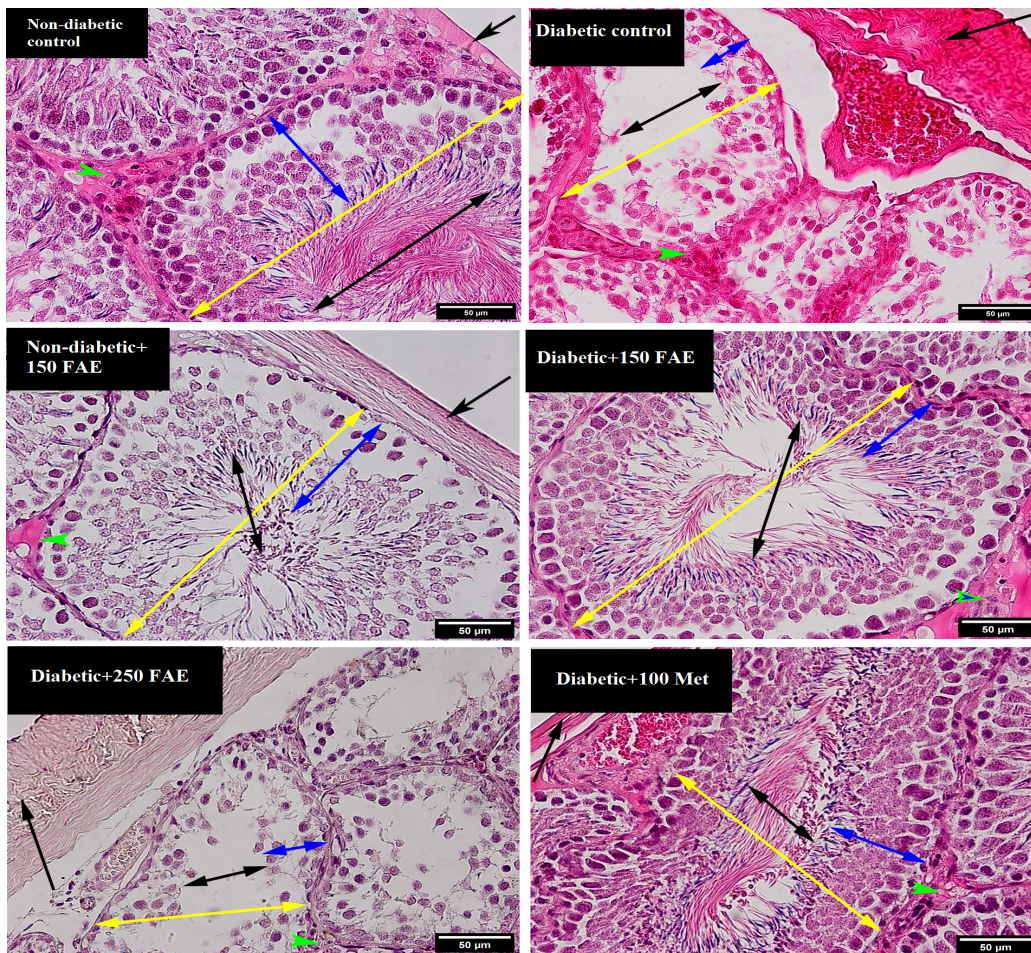 Non-diabetic
control
50 µm
Diabetic control
50 µm
Non-diabetic+
150 FAE
50 µm
Diabetic+150 FAE
50 µm
Diabetic+250 FAE
50 µm
Diabetic+100 Met
50 µm